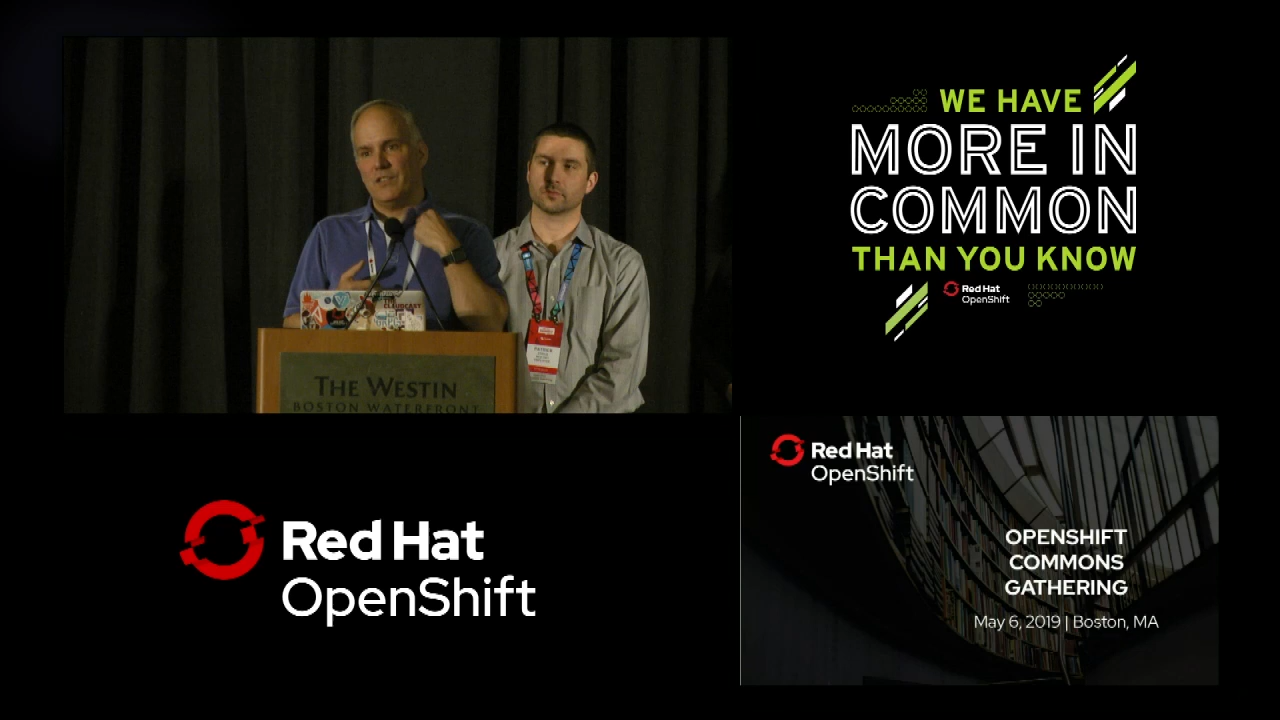 WE HAVE
MORE IN
COMMON
THAN YOU KNOW
Red Hat
OpenShift
THE WESTIN
BOSTON WATERFRONT
Red Hat
OpenShift
Red Hat
OpenShift
OPENSHIFT
COMMONS
GATHERING
May 6, 2019 | Boston, MA